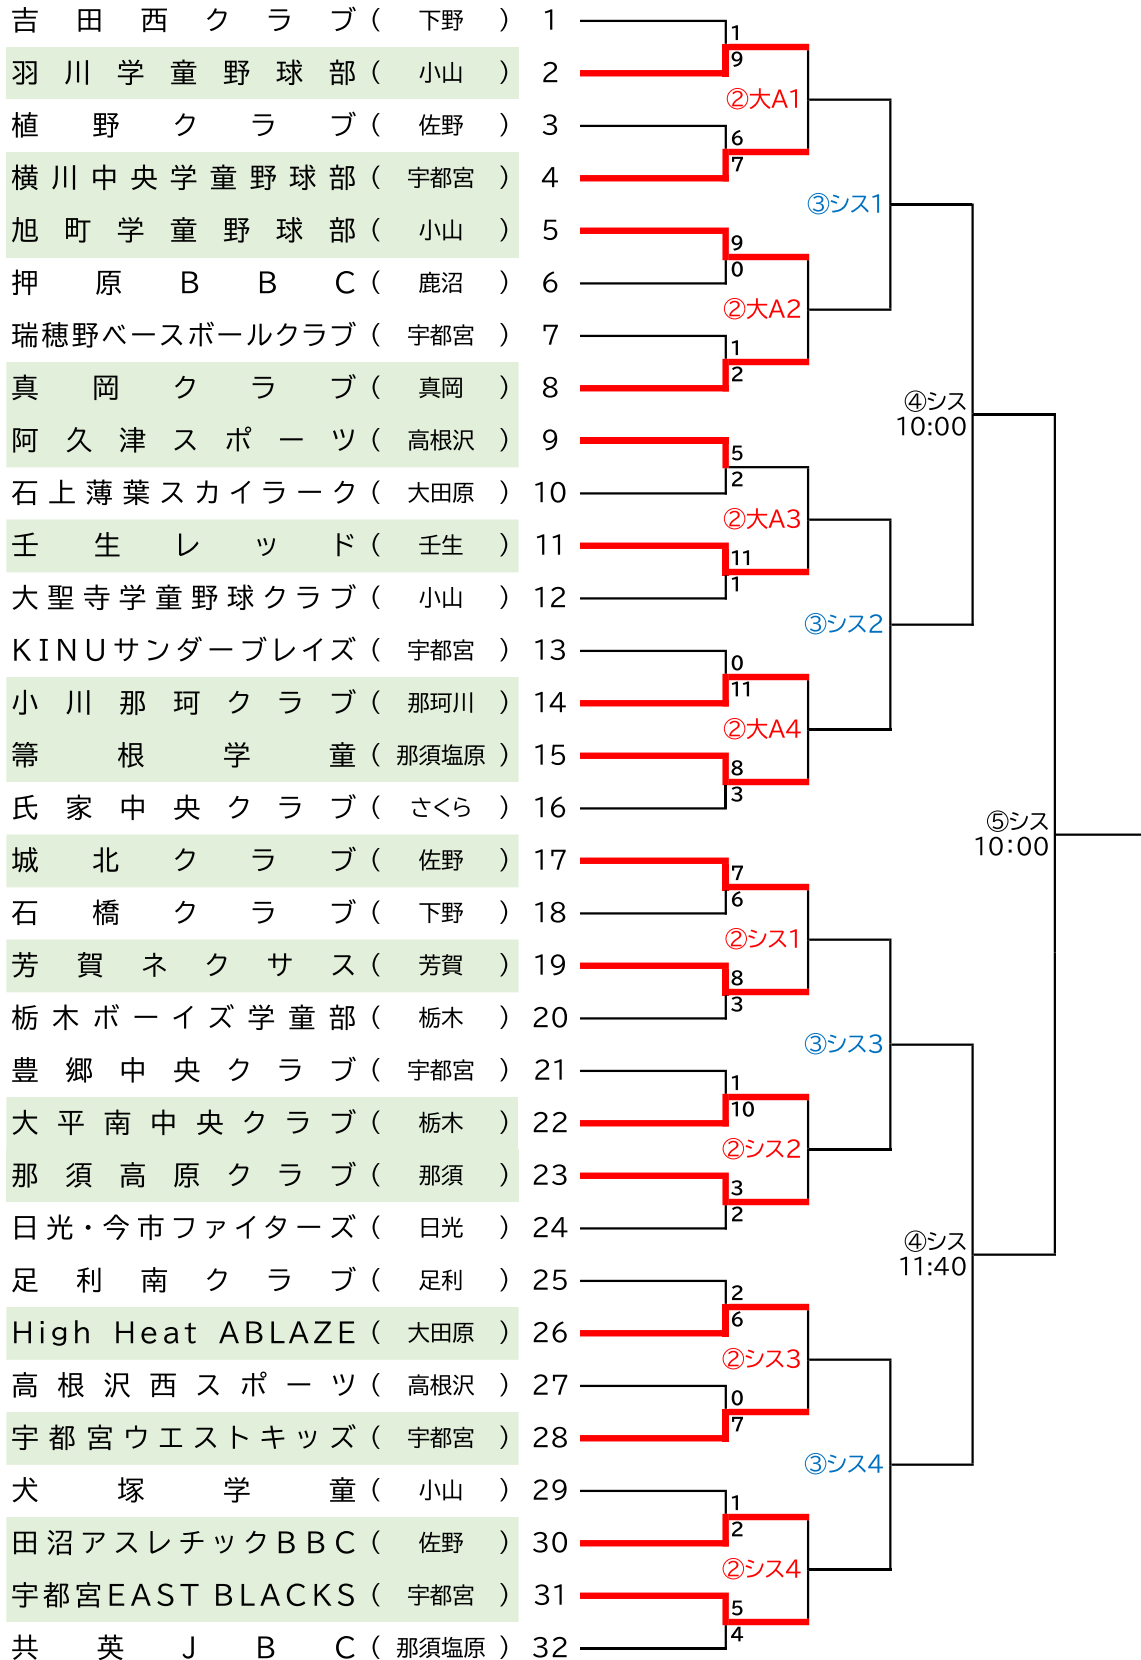 吉田西クラブ（下野）1
1
羽川学童野球部（小山）2
9
②大A1
植野クラブ（佐野）3
6
横川中央学童野球部（宇都宮）4
7
③シス1
旭町学童野球部（小山）5
9
押原BBC（鹿沼）6
0
②大A2
瑞穂野ベースボールクラブ（宇都宮）7
1
真岡クラブ（真岡）8
2
④シス
10:00
阿久津スポーツ（高根沢）9
5
石上薄葉スカイラーク（大田原）10
2
②大A3
壬生レッド（壬生）11
11
大聖寺学童野球クラブ（小山）12
1
③シス2
KINUサンダーブレイズ（宇都宮）13
0
小川那珂クラブ（那珂川）14
11
②大A4
箒根学童（那須塩原）15
8
氏家中央クラブ（さくら）16
3
⑤シス
10:00
城北クラブ（佐野）17
7
石橋クラブ（下野）18
6
②シス1
芳賀ネクサス（芳賀）19
8
栃木ボーイズ学童部（栃木）20
3
③シス3
豊郷中央クラブ（宇都宮）21
1
大平南中央クラブ（栃木）22
10
②シス2
那須高原クラブ（那須）23
3
日光・今市ファイターズ（日光）24
2
④シス
11:40
足利南クラブ（足利）25
2
High Heat ABLAZE（大田原）26
6
②シス3
高根沢西スポーツ（高根沢）27
0
宇都宮ウエストキッズ（宇都宮）28
7
③シス4
犬塚学童（小山）29
1
田沼アスレチックBBC（佐野）30
2
②シス4
宇都宮EAST BLACKS（宇都宮）31
5
共英JBC（那須塩原）32
4